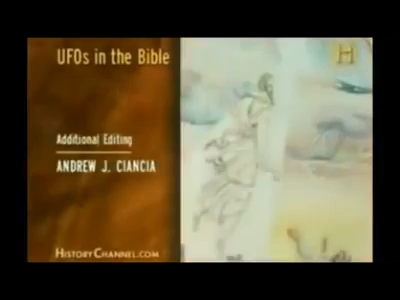 UFOs in the Bible
H
Additional Editing
ANDREW J. CIANCIA
HISTORYCHANNEL.COM